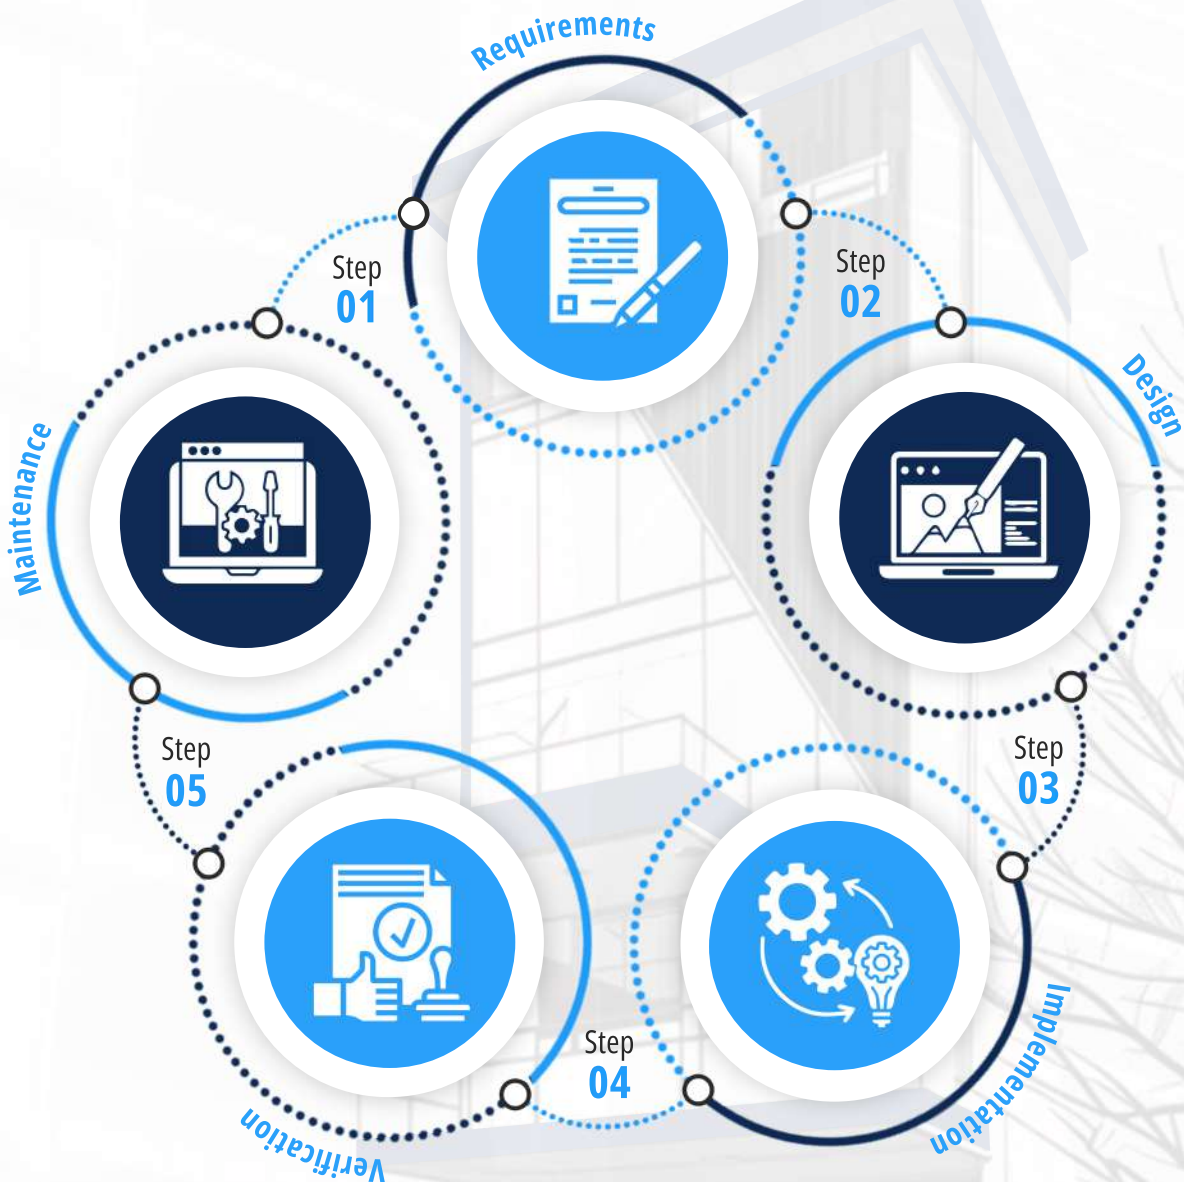 Requirements
Step
01
Step
02
Design
Step
03
Implementation
Step
04
Verification
Step
05
Maintenance